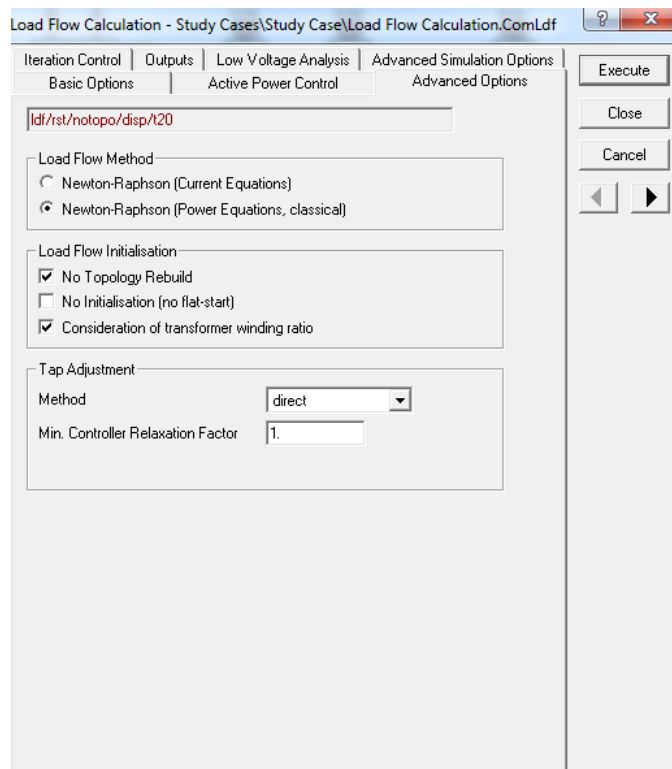 Load Flow Calculation - Study Cases\Study Case\Load Flow Calculation.ComLdf ? X
Iteration Control | Outputs | Low Voltage Analysis | Advanced Simulation Options
Basic Options | Active Power Control | Advanced Options
Execute
Close
Cancel
ldf/rst/notopo/disp/t20
Load Flow Method
Newton-Raphson (Current Equations)
Newton-Raphson (Power Equations, classical)
Load Flow Initialisation
No Topology Rebuild
No Initialisation (no flat-start)
Consideration of transformer winding ratio
Tap Adjustment
Method direct
Min. Controller Relaxation Factor 1.